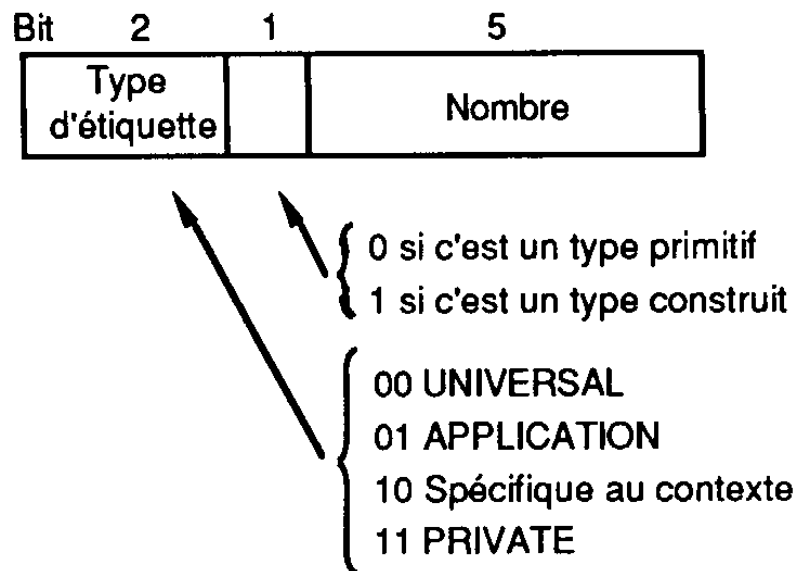 Bit 2 1 5
Type
d'étiquette
Nombre
0 si c'est un type primitif
1 si c'est un type construit
00 UNIVERSAL
01 APPLICATION
10 Spécifique au contexte
11 PRIVATE